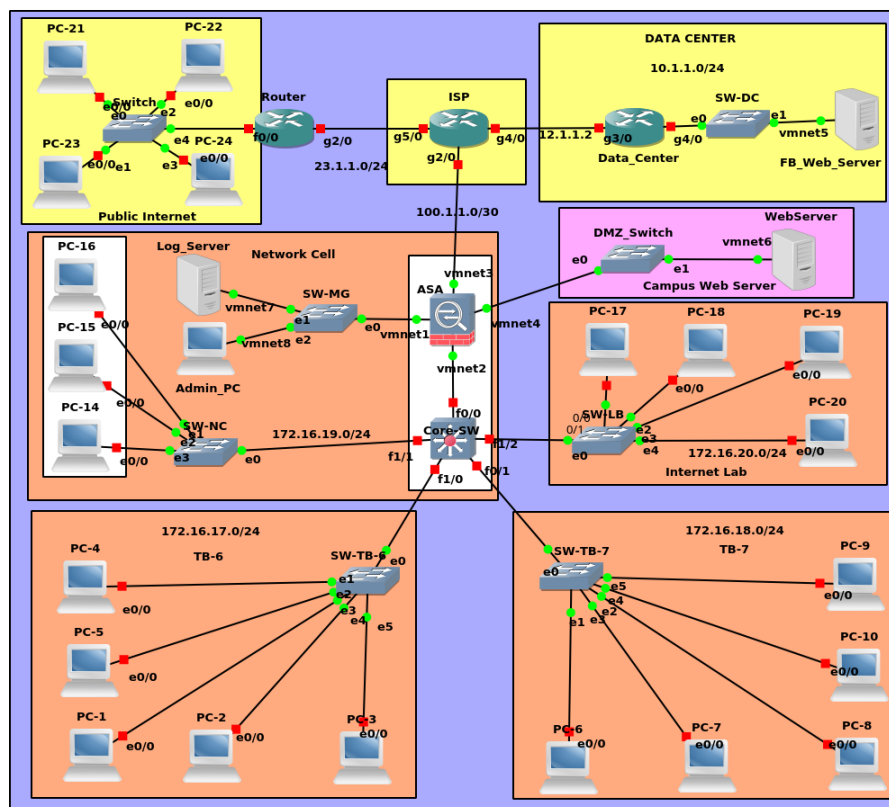 PC-21
PC-22
Switch
e0/0
e0
e2
e0/0
PC-23
e4
PC-24
e0/0
e0/0
e1
e3
Public Internet
Router
f0/0
g2/0
23.1.1.0/24
ISP
g5/0
g4/0
g2/0
100.1.1.0/30
DATA CENTER
10.1.1.0/24
SW-DC
12.1.1.2
g3/0
e0
e1
g4/0
vmnet5
Data_Center
FB_Web_Server
WebServer
DMZ_Switch
vmnet6
e0
e1
Campus Web Server
PC-16
Log_Server
Network Cell
e0/0
SW-MG
vmnet7
e1
e0
e2
vmnet8
Admin_PC
ASA
vmnet3
vmnet1
vmnet4
vmnet2
PC-15
e0/0
PC-14
SW-NC
e1
e2
e0/0
e3
e0
172.16.19.0/24
f0/0
Core-SW
f1/1
f1/2
f1/0
f0/1
PC-17
PC-18
PC-19
e0/0
e0/0
PC-20
0/0
SW-LB
0/1
e2
e3
e0
e4
172.16.20.0/24
e0/0
Internet Lab
172.16.17.0/24
TB-6
SW-TB-6
e0
PC-4
e1
e2
e3
e4
e5
e0/0
PC-5
e0/0
PC-1
PC-2
PC-3
e0/0
e0/0
e0/0
172.16.18.0/24
SW-TB-7
TB-7
PC-9
e0
e5
e4
e2
e1
e3
e0/0
PC-10
e0/0
PC-6
PC-7
PC-8
e0/0
e0/0
e0/0